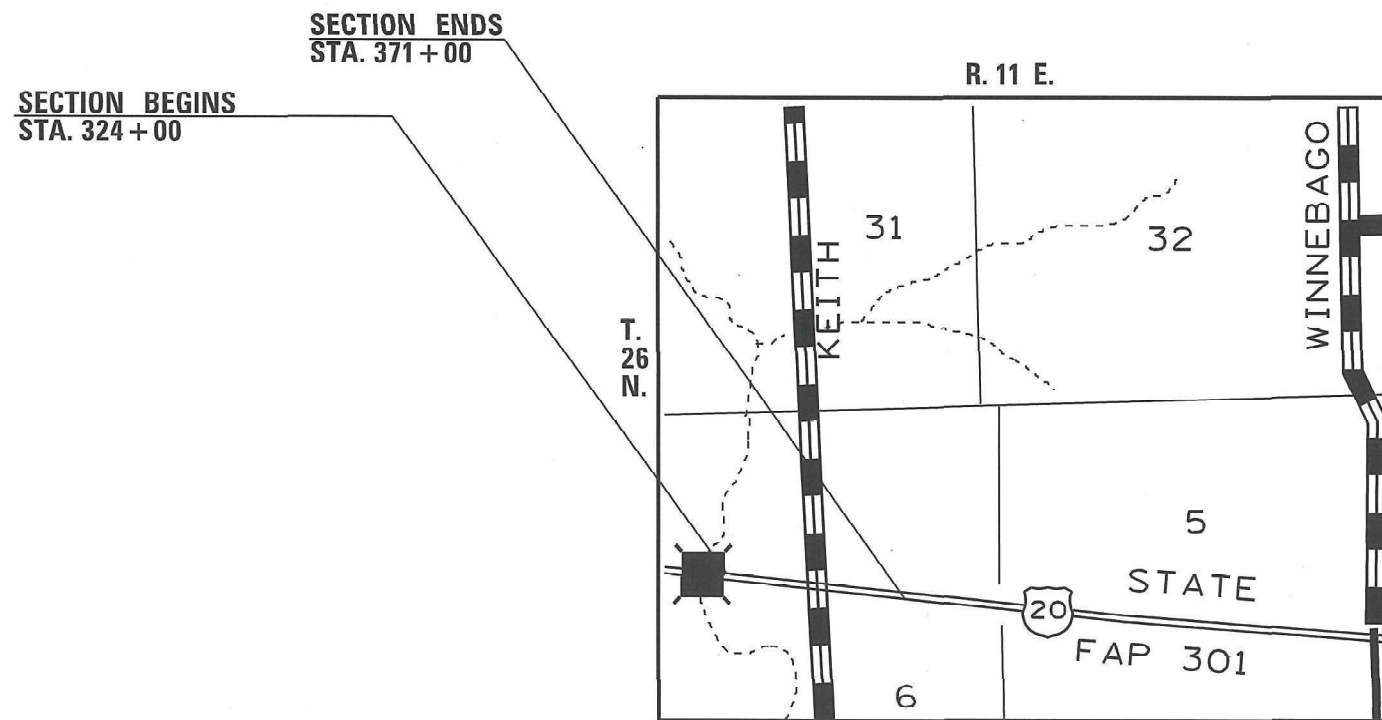 SECTION ENDS
STA. 371+00
SECTION BEGINS
STA. 324+00
R. 11 E.
WINNEBAGO
31
32
KEITH
T.
26
N.
5
STATE
20
FAP 301
6